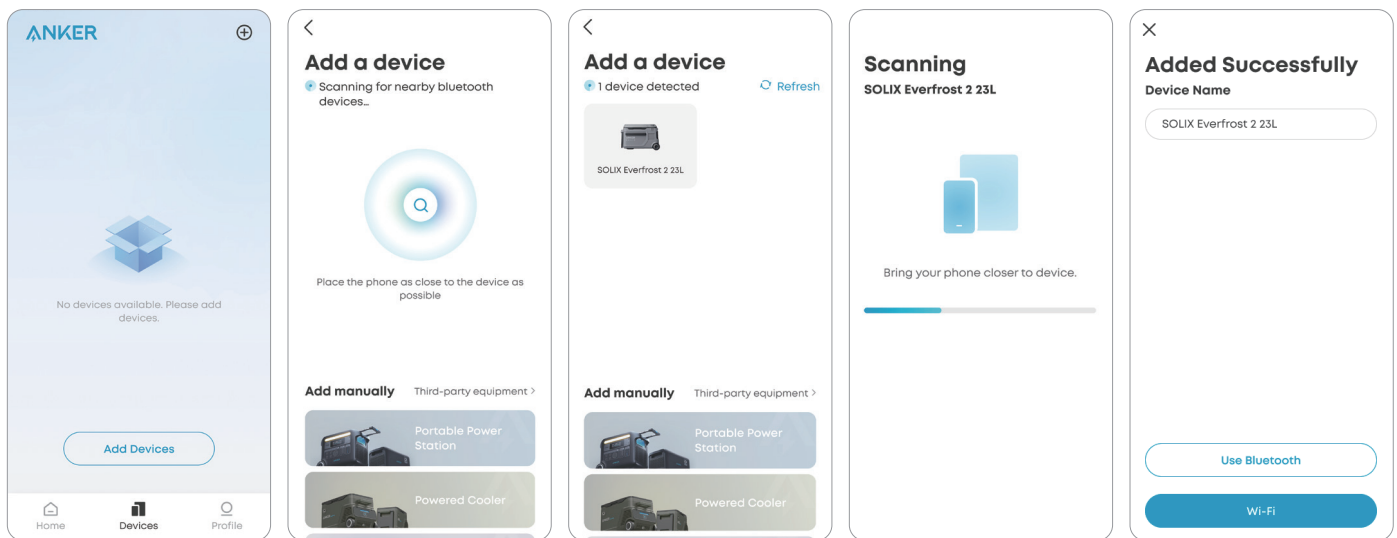 ANKER
No devices available. Please add
devices.
Add Devices
Home
Devices
Profile
Add a device
Scanning for nearby bluetooth
devices...
Place the phone as close to the device as
possible
Add manually
Third-party equipment >
Portable Power
Station
Powered Cooler
Add a device
1 device detected
Refresh
SOLIX Everfrost 2 23L
Add manually
Third-party equipment >
Portable Power
Station
Powered Cooler
Scanning
SOLIX Everfrost 2 23L
Bring your phone closer to device.
Added Successfully
Device Name
SOLIX Everfrost 2 23L
Use Bluetooth
Wi-Fi